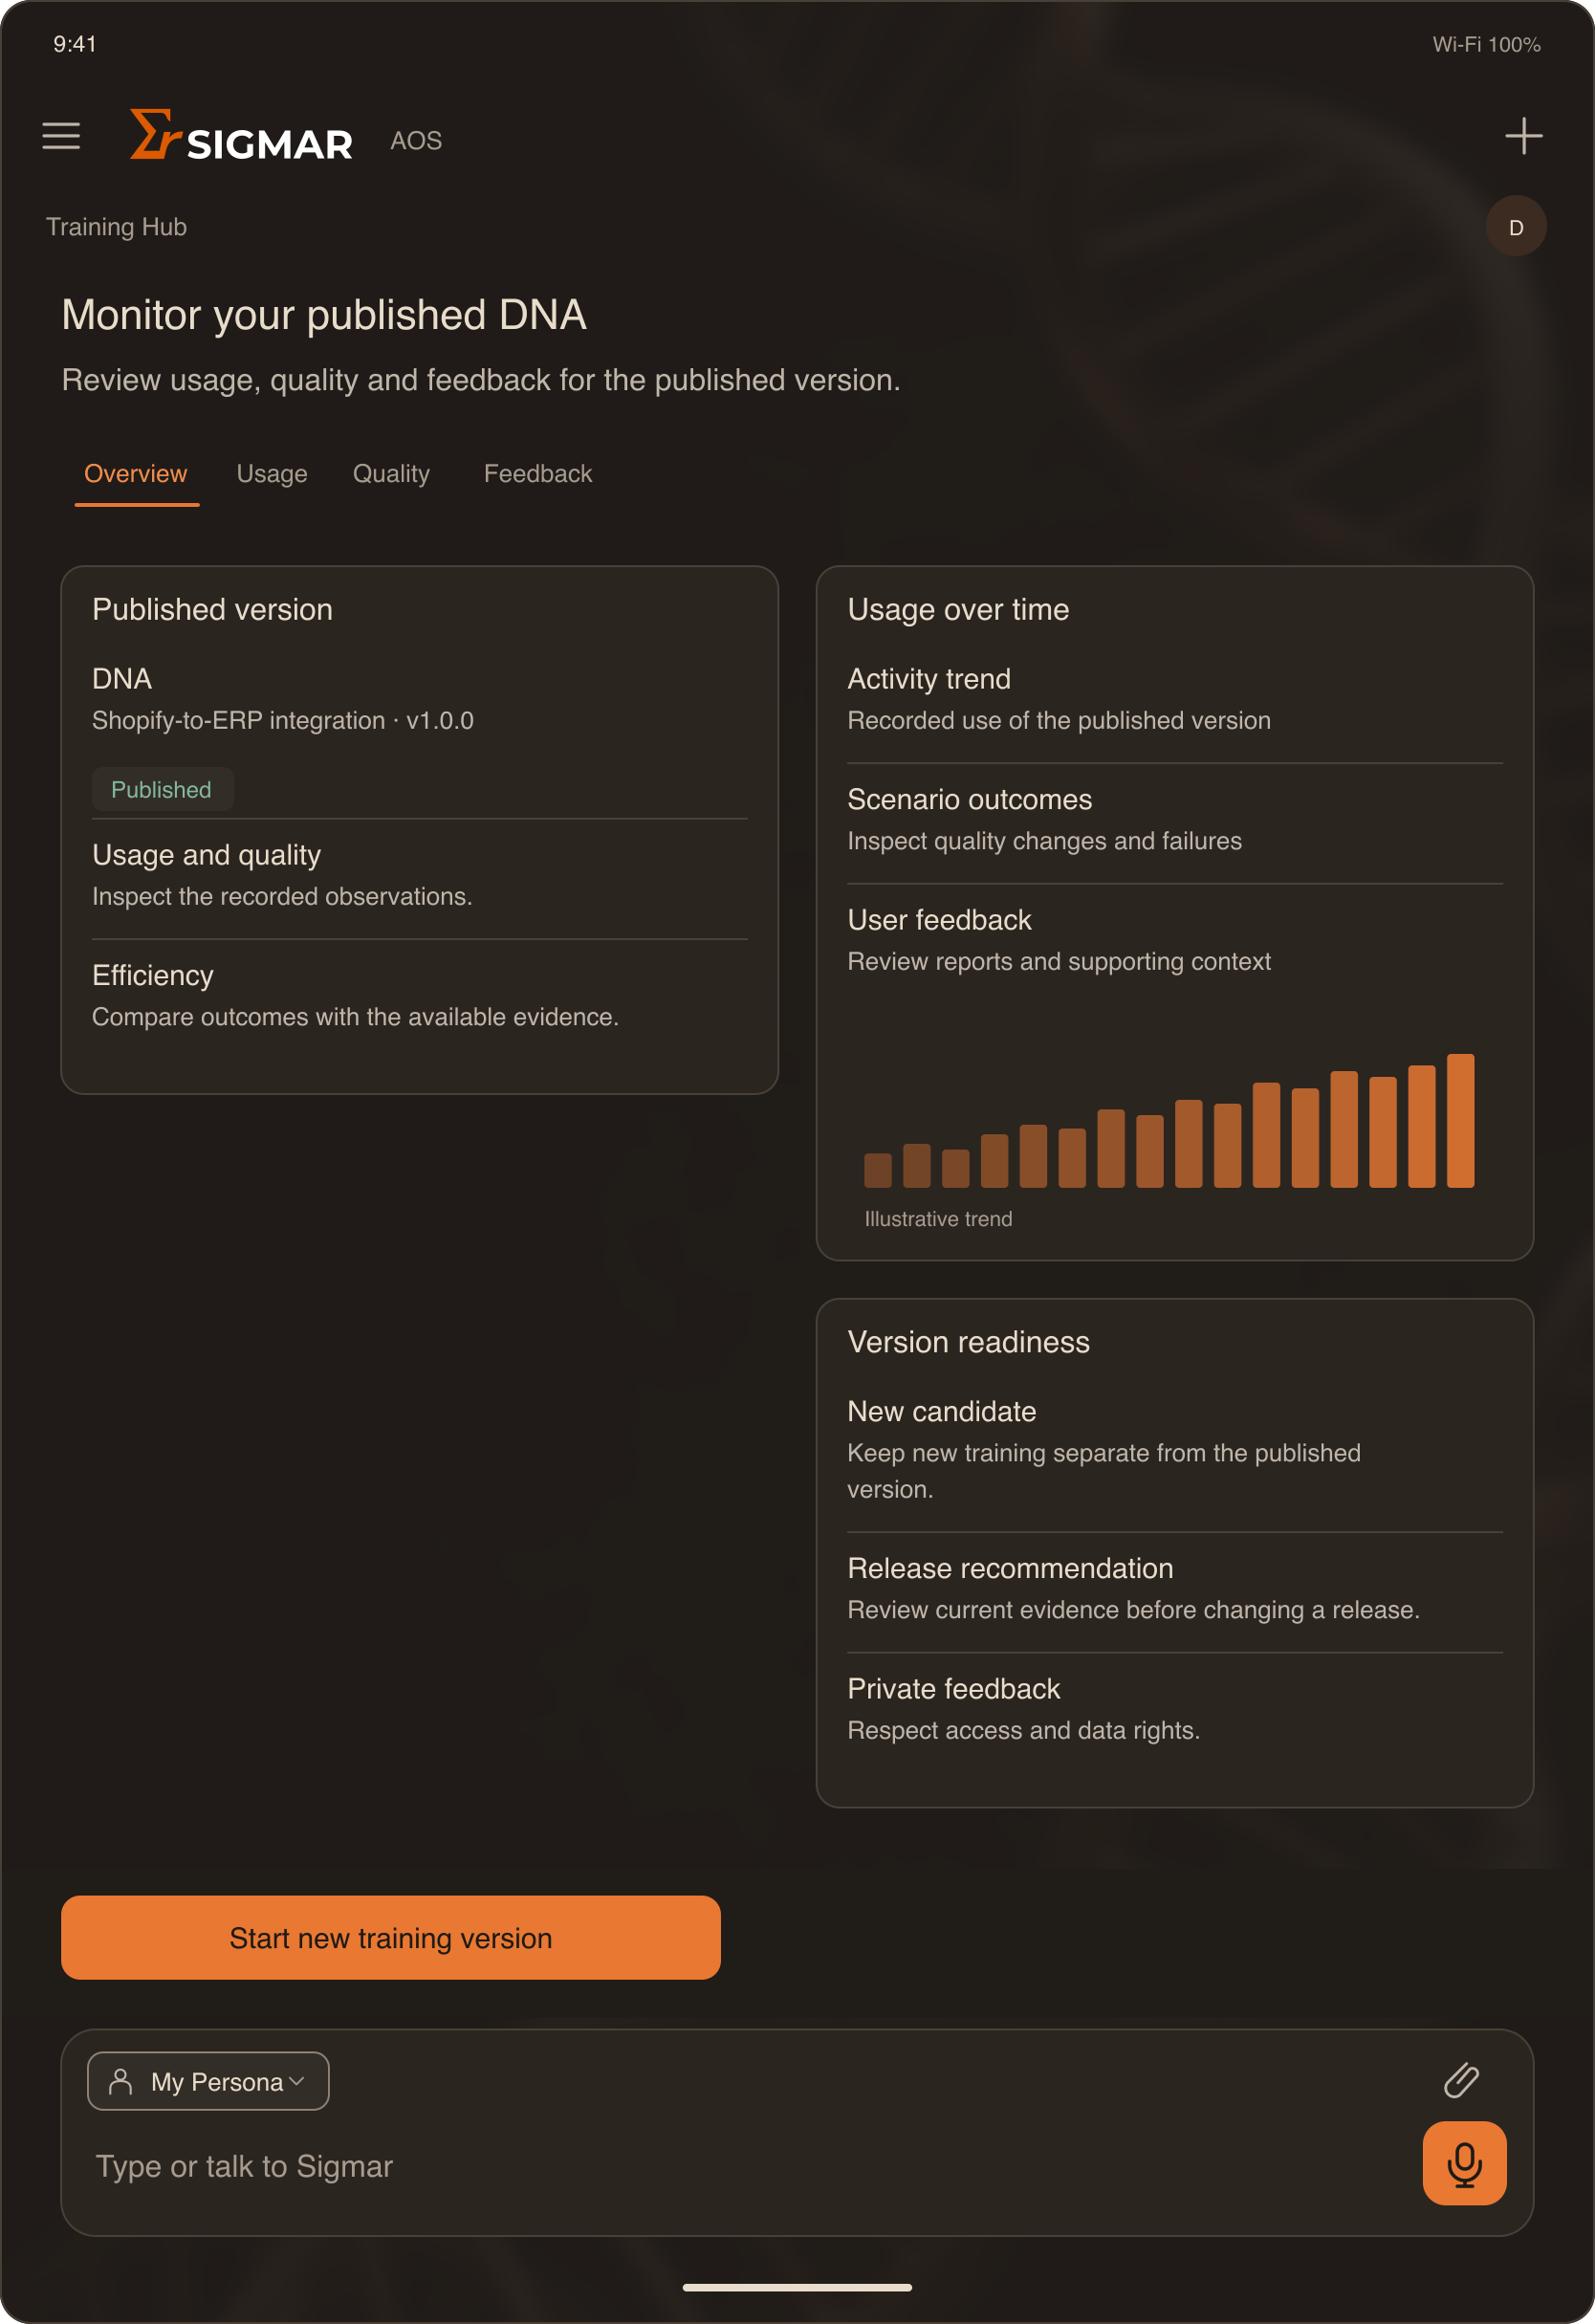 9:41
Wi-Fi 100%
Σr SIGMAR AOS
Training Hub
D
Monitor your published DNA
Review usage, quality and feedback for the published version.
Overview Usage Quality Feedback
Published version
DNA
Shopify-to-ERP integration · v1.0.0
Published
Usage and quality
Inspect the recorded observations.
Efficiency
Compare outcomes with the available evidence.
Usage over time
Activity trend
Recorded use of the published version
Scenario outcomes
Inspect quality changes and failures
User feedback
Review reports and supporting context
Illustrative trend
Version readiness
New candidate
Keep new training separate from the published
version.
Release recommendation
Review current evidence before changing a release.
Private feedback
Respect access and data rights.
Start new training version
My Persona
Type or talk to Sigmar